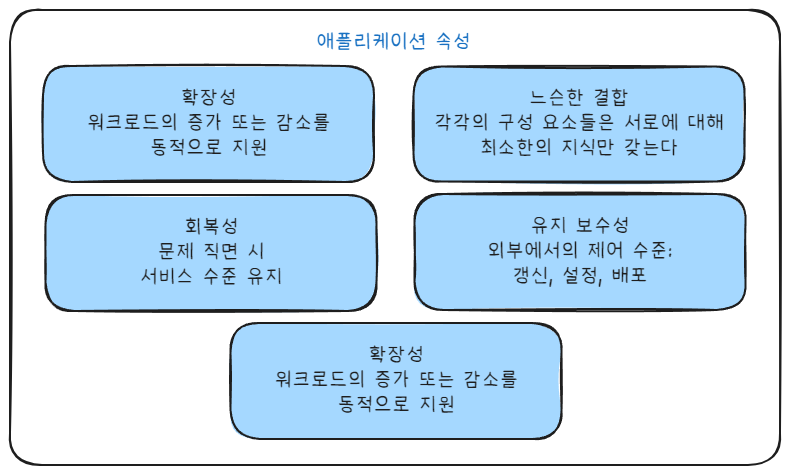 애플리케이션 속성
확장성
워크로드의 증가 또는 감소를
동적으로 지원
느슨한 결합
각각의 구성 요소들은 서로에 대해
최소한의 지식만 갖는다
회복성
문제 직면 시
서비스 수준 유지
유지 보수성
외부에서의 제어 수준:
갱신, 설정, 배포
확장성
워크로드의 증가 또는 감소를
동적으로 지원